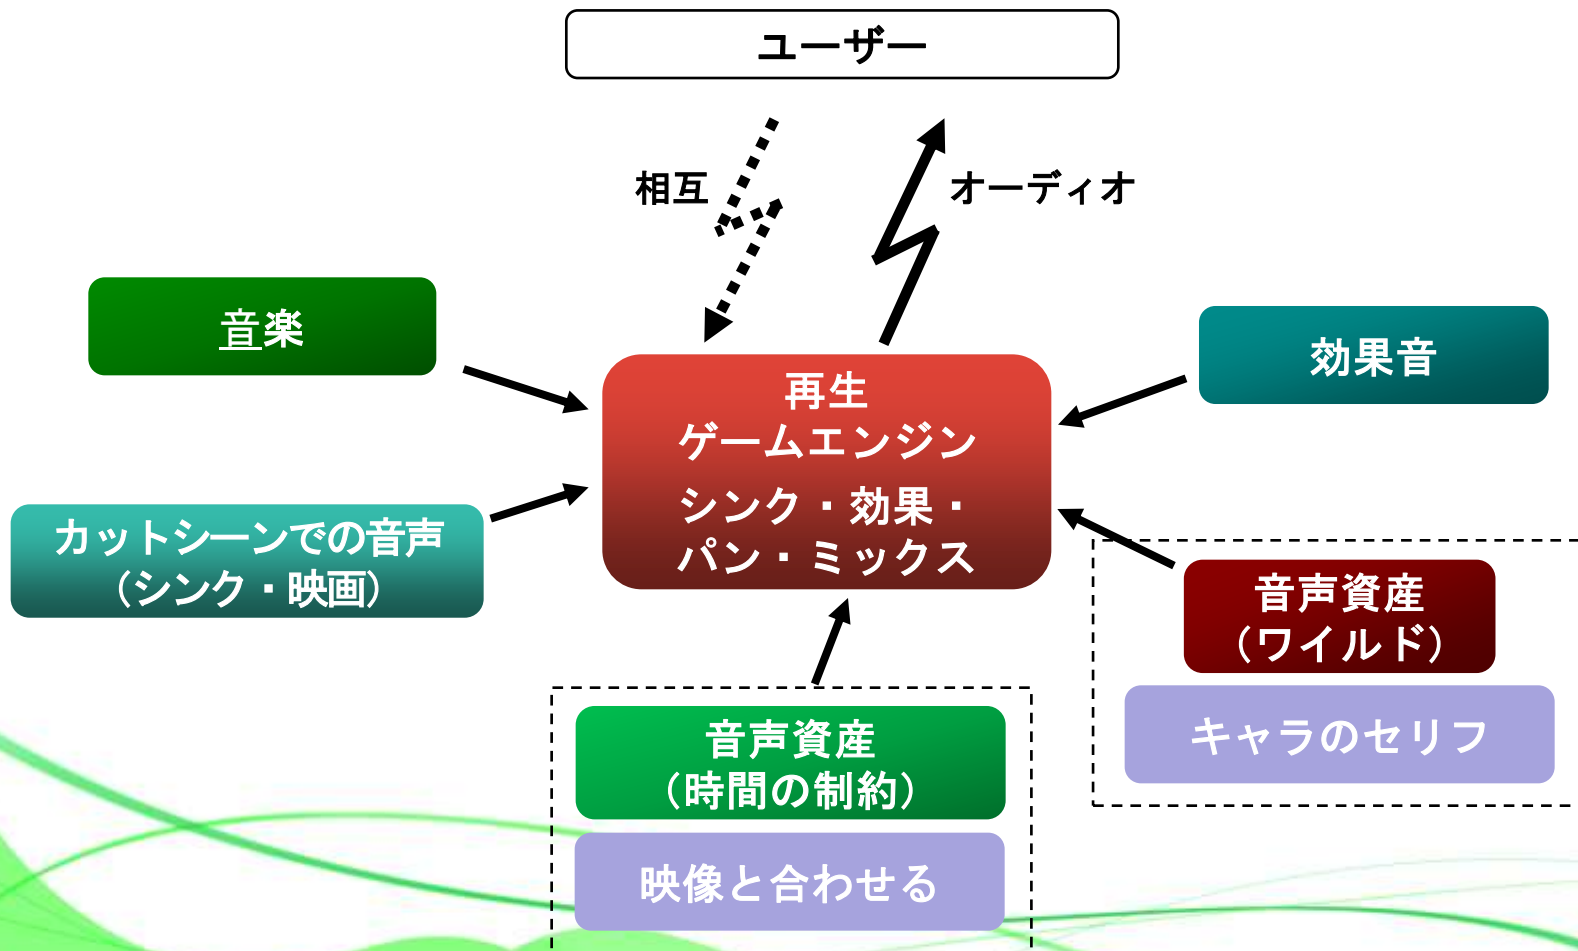 ユーザー
相互
オーディオ
音楽
効果音
再生
ゲームエンジン
シンク・効果・
パン・ミックス
カットシーンでの音声
（シンク・映画）
音声資産
（ワイルド）
キャラのセリフ
音声資産
（時間の制約）
映像と合わせる